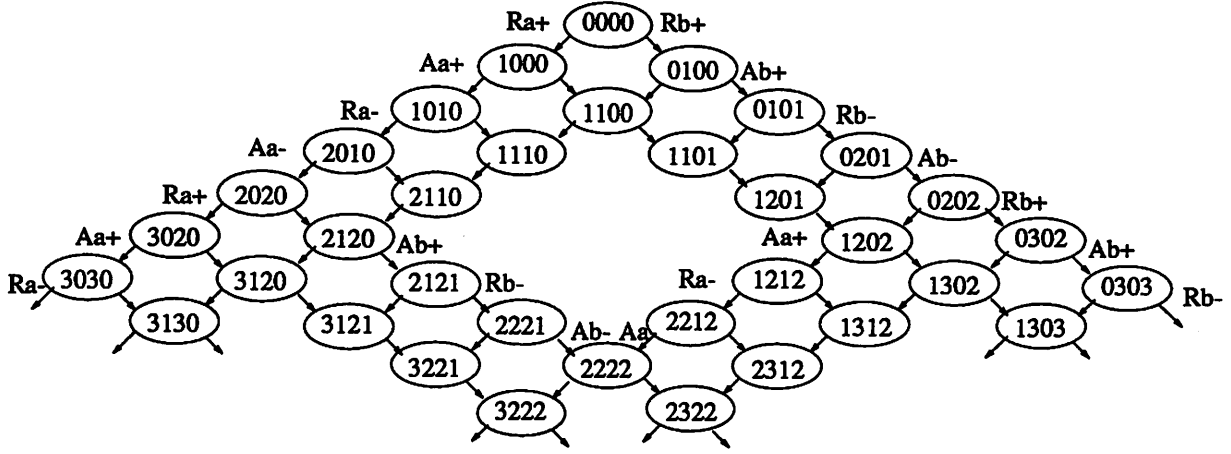 Ra+ 0000 Rb+
Aa+ 1000 0100 Ab+
Ra- 1010 1100 0101 Rb-
Aa- 2010 1110 1101 0201 Ab-
Ra+ 2020 2110 1201 0202 Rb+
Aa+ 3020 2120 Ab+ Aa+ 1202 0302 Ab+
Ra- 3030 3120 2121 Rb- Ra- 1212 1302 0303 Rb-
3130 3121 2221 Ab- Aa- 2212 1312 1303
3221 2222 2312
3222 2322